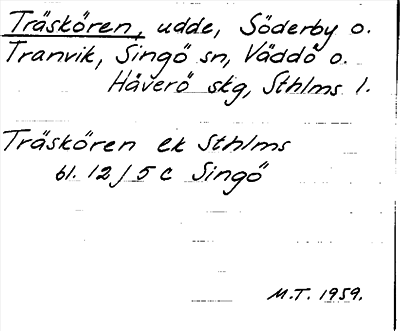 Träskören, udde, Söderby o.
Tranvik, Singö sn, Väddö o.
Häverö skg, Sthlms l.
Träskören ek Sthlms
bl. 12 / 5 c Singö
M.T. 1959.